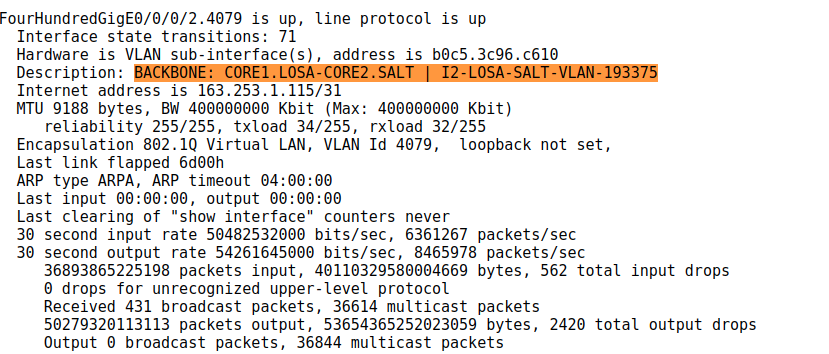 FourHundredGigE0/0/0/2.4079 is up, line protocol is up
Interface state transitions: 71
Hardware is VLAN sub-interface(s), address is b0c5.3c96.c610
Description: BACKBONE: CORE1.LOSA-CORE2.SALT | I2-LOSA-SALT-VLAN-193375
Internet address is 163.253.1.115/31
MTU 9188 bytes, BW 400000000 Kbit (Max: 400000000 Kbit)
reliability 255/255, txload 34/255, rxload 32/255
Encapsulation 802.1Q Virtual LAN, VLAN Id 4079,  loopback not set,
Last link flapped 6d00h
ARP type ARPA, ARP timeout 04:00:00
Last input 00:00:00, output 00:00:00
Last clearing of "show interface" counters never
30 second input rate 50482532000 bits/sec, 6361267 packets/sec
30 second output rate 54261645000 bits/sec, 8465978 packets/sec
36893865225198 packets input, 40110329580004669 bytes, 562 total input drops
0 drops for unrecognized upper-level protocol
Received 431 broadcast packets, 36614 multicast packets
50279320113113 packets output, 53654365252023059 bytes, 2420 total output drops
Output 0 broadcast packets, 36844 multicast packets